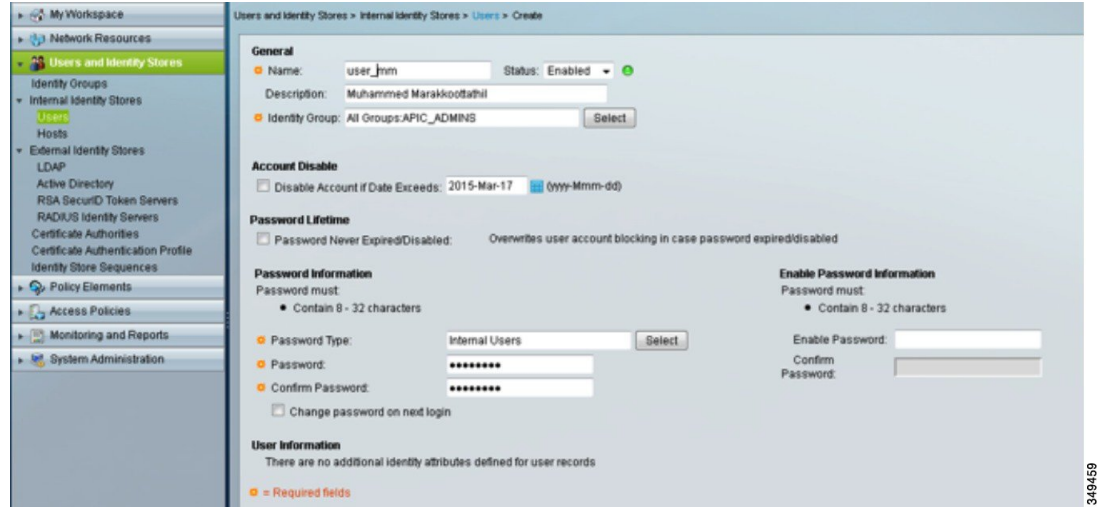 My Workspace
Network Resources
Users and Identity Stores
Identity Groups
Internal Identity Stores
Users
Hosts
External Identity Stores
LDAP
Active Directory
RSA SecurID Token Servers
RADIUS Identity Servers
Certificate Authorities
Certificate Authentication Profile
Identity Store Sequences
Policy Elements
Access Policies
Monitoring and Reports
System Administration
Users and Identity Stores > Internal Identity Stores > Users > Create
General
Name: user_mm Status: Enabled
Description: Muhammed Marakkoottathil
Identity Group: All Groups:APIC_ADMINS Select
Account Disable
Disable Account if Date Exceeds: 2015-Mar-17 (yyyy-Mmm-dd)
Password Lifetime
Password Never Expired/Disabled: Overwrites user account blocking in case password expired/disabled
Password Information
Password must:
• Contain 8 - 32 characters
Password Type: Internal Users Select
Password: ••••••••
Confirm Password: ••••••••
Change password on next login
Enable Password Information
Password must:
• Contain 8 - 32 characters
Enable Password:
Confirm
Password:
User Information
There are no additional identity attributes defined for user records
= Required fields
349459